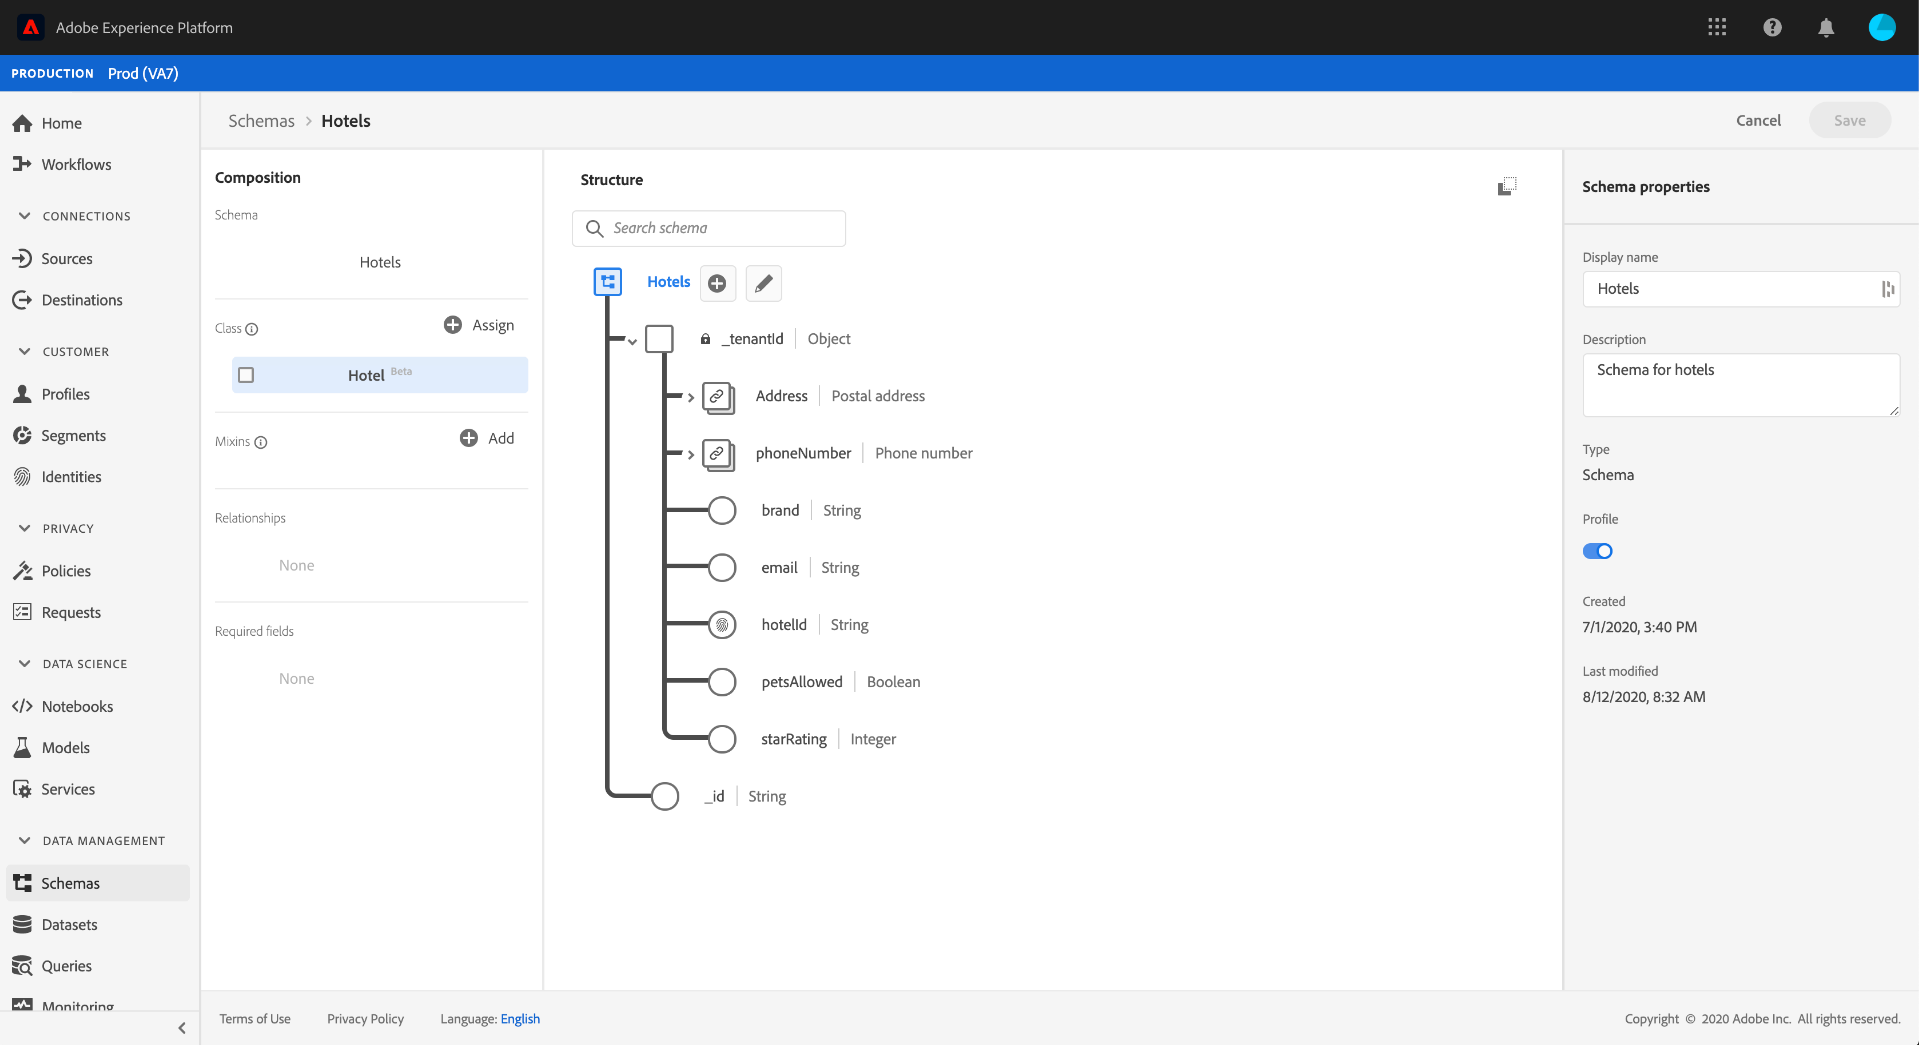 Adobe Experience Platform
PRODUCTION Prod (VA7)
Home
Workflows
CONNECTIONS
Sources
Destinations
CUSTOMER
Profiles
Segments
Identities
PRIVACY
Policies
Requests
DATA SCIENCE
Notebooks
Models
Services
DATA MANAGEMENT
Schemas
Datasets
Queries
Monitoring
Schemas > Hotels
Cancel
Save
Composition
Schema
Hotels
Class
Assign
Hotel Beta
Mixins
Add
Relationships
None
Required fields
None
Structure
Search schema
Hotels
_tenantId Object
Address Postal address
phoneNumber Phone number
brand String
email String
hotelId String
petsAllowed Boolean
starRating Integer
_id String
Schema properties
Display name
Hotels
Description
Schema for hotels
Type
Schema
Profile
Created
7/1/2020, 3:40 PM
Last modified
8/12/2020, 8:32 AM
Terms of Use Privacy Policy Language: English
Copyright © 2020 Adobe Inc. All rights reserved.